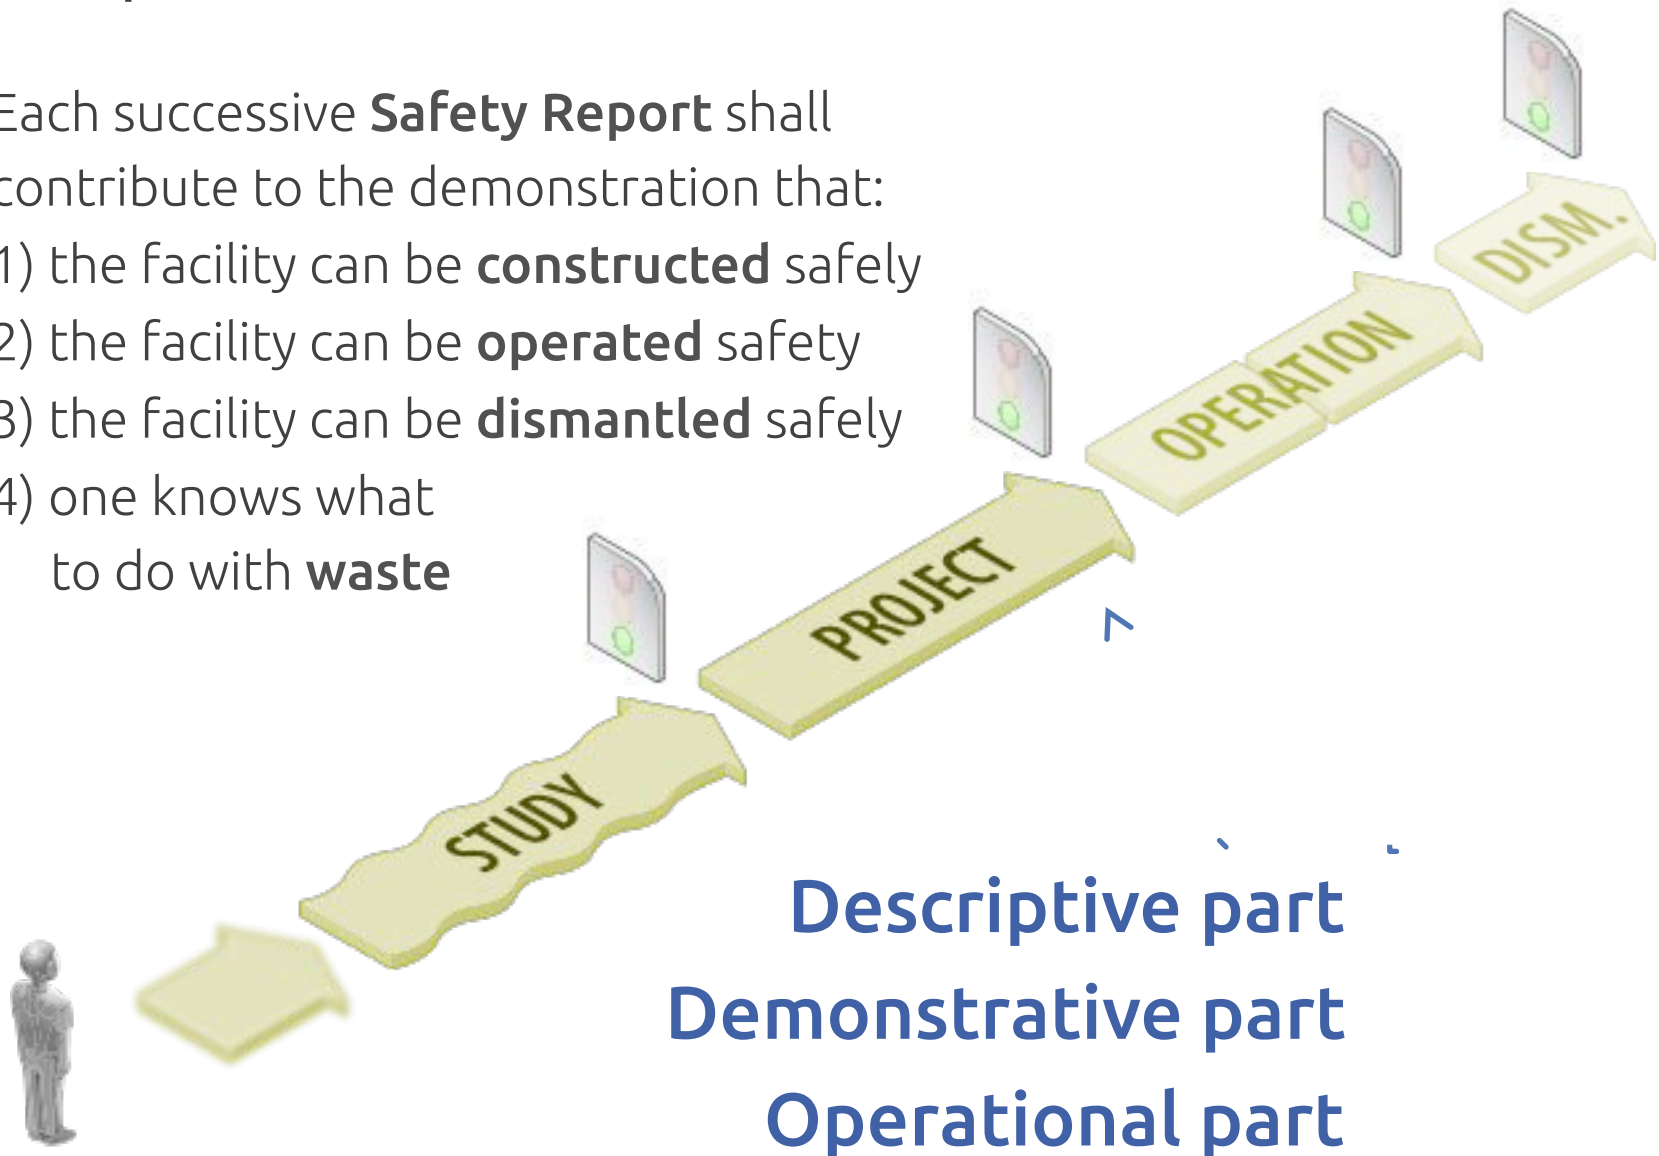 Each successive Safety Report shall
contribute to the demonstration that:
1) the facility can be constructed safely
2) the facility can be operated safety
3) the facility can be dismantled safely
4) one knows what
to do with waste
DISM.
OPERATION
PROJECT
STUDY
Descriptive part
Demonstrative part
Operational part